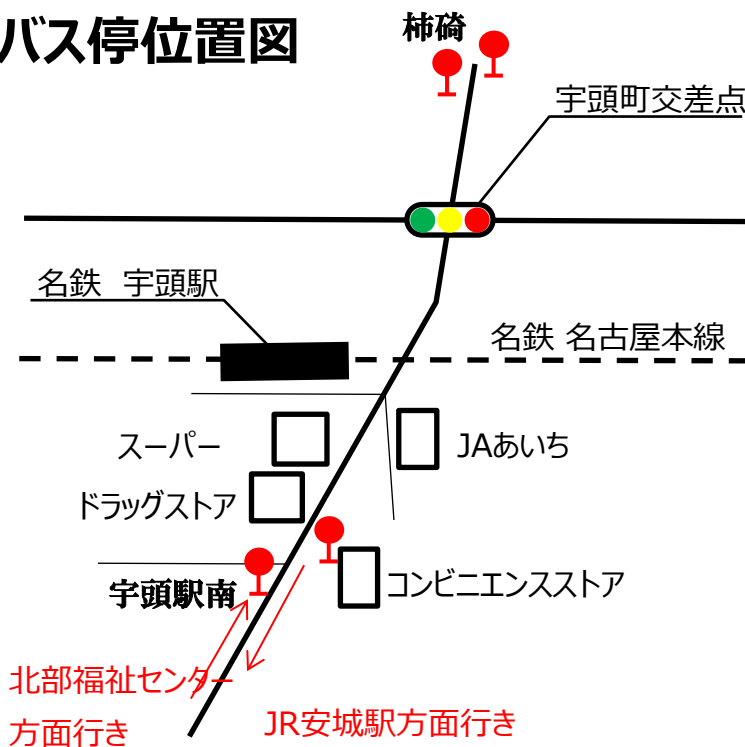 バス停位置図
柿碕
宇頭町交差点
名鉄 宇頭駅
名鉄 名古屋本線
スーパー
JAあいち
ドラッグストア
コンビニエンスストア
宇頭駅南
北部福祉センター
方面行き
JR安城駅方面行き